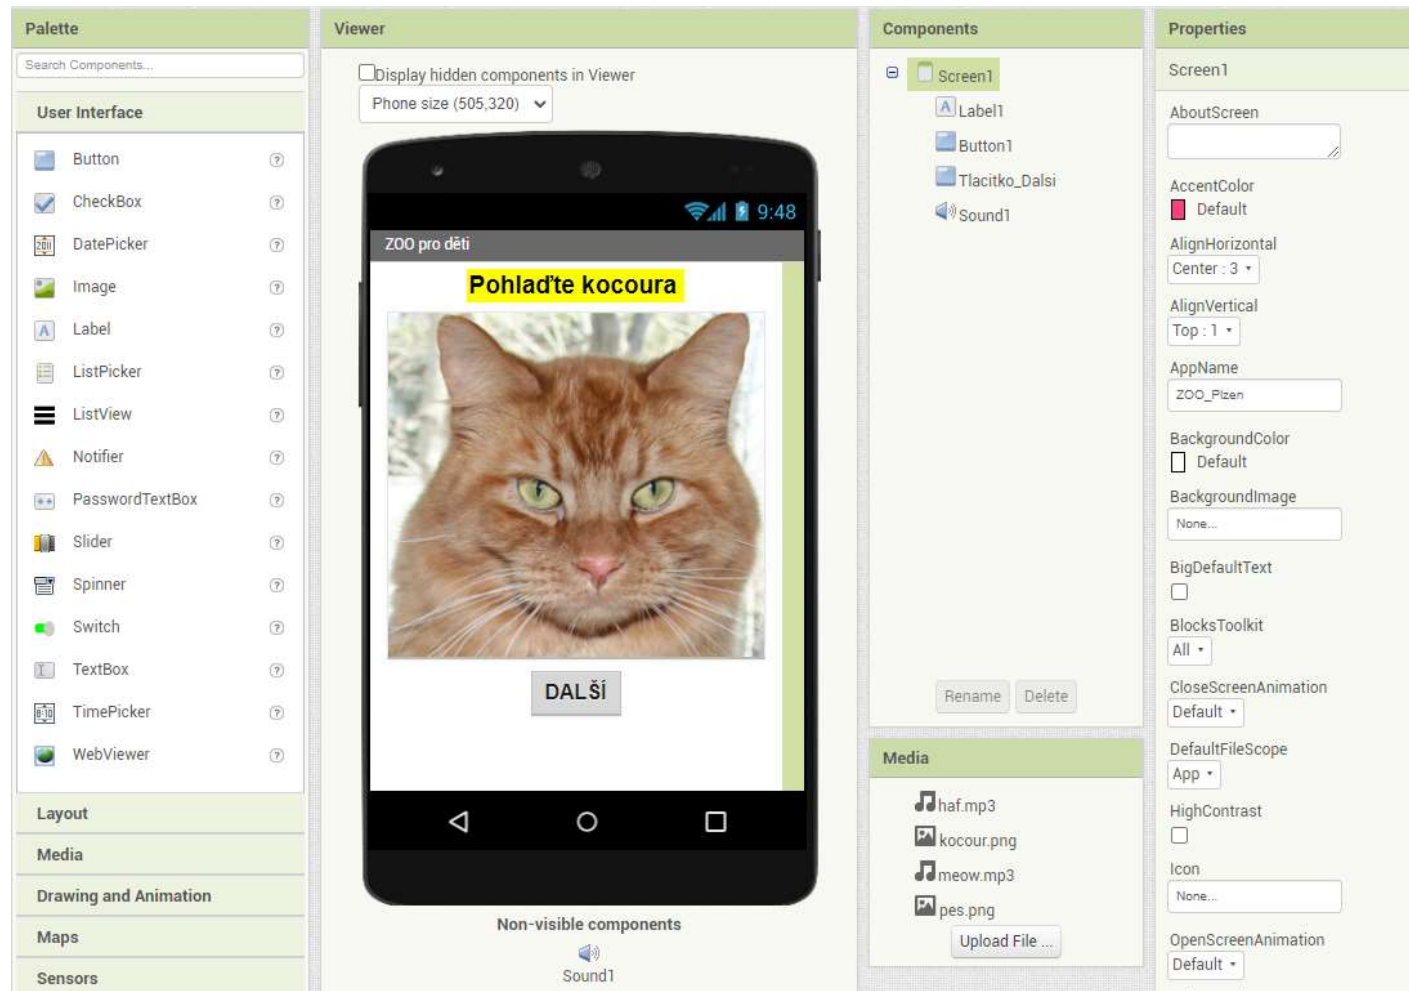 Palette
Search Components...
User Interface
Button
CheckBox
DatePicker
Image
Label
ListPicker
ListView
Notifier
PasswordTextBox
Slider
Spinner
Switch
TextBox
TimePicker
WebViewer
Layout
Media
Drawing and Animation
Maps
Sensors
Viewer
Display hidden components in Viewer
Phone size (505,320)
9:48
ZOO pro děti
Pohlaďte kocoura
DALŠÍ
Non-visible components
Sound1
Components
Screen1
Label1
Button1
Tlacitko_Dalsi
Sound1
Rename Delete
Media
haf.mp3
kocour.png
meow.mp3
pes.png
Upload File ...
Properties
Screen1
AboutScreen
AccentColor
Default
AlignHorizontal
Center : 3
AlignVertical
Top : 1
AppName
ZOO_Plzen
BackgroundColor
Default
BackgroundImage
None...
BigDefaultText
BlocksToolkit
All
CloseScreenAnimation
Default
DefaultFileScope
App
HighContrast
Icon
None...
OpenScreenAnimation
Default